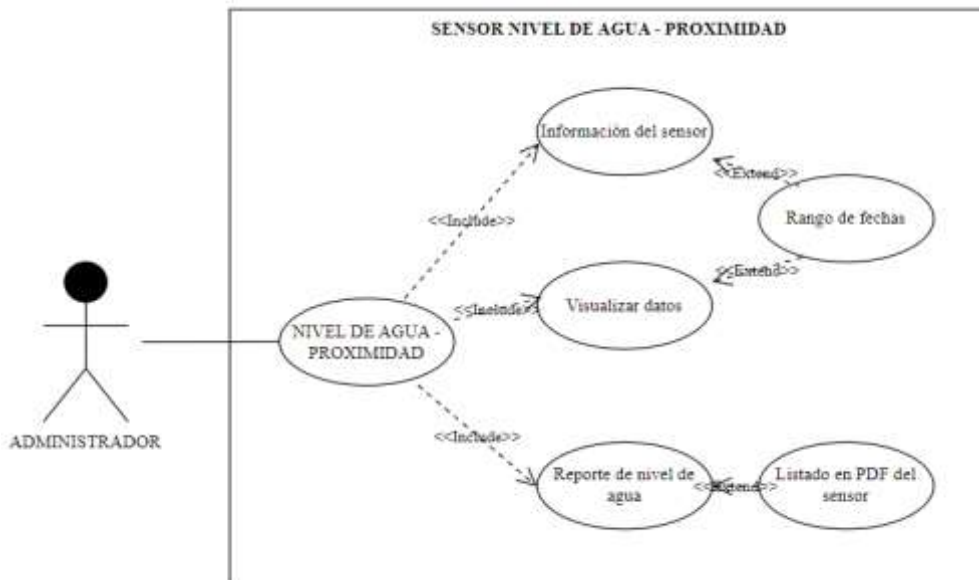 SENSOR NIVEL DE AGUA - PROXIMIDAD
Información del sensor
<<Extend>>
Rango de fechas
<<Include>>
<<Extend>>
Visualizar datos
<<Include>>
NIVEL DE AGUA -
PROXIMIDAD
ADMINISTRADOR
<<Include>>
Reporte de nivel de
agua
<<Extend>>
Listado en PDF del
sensor